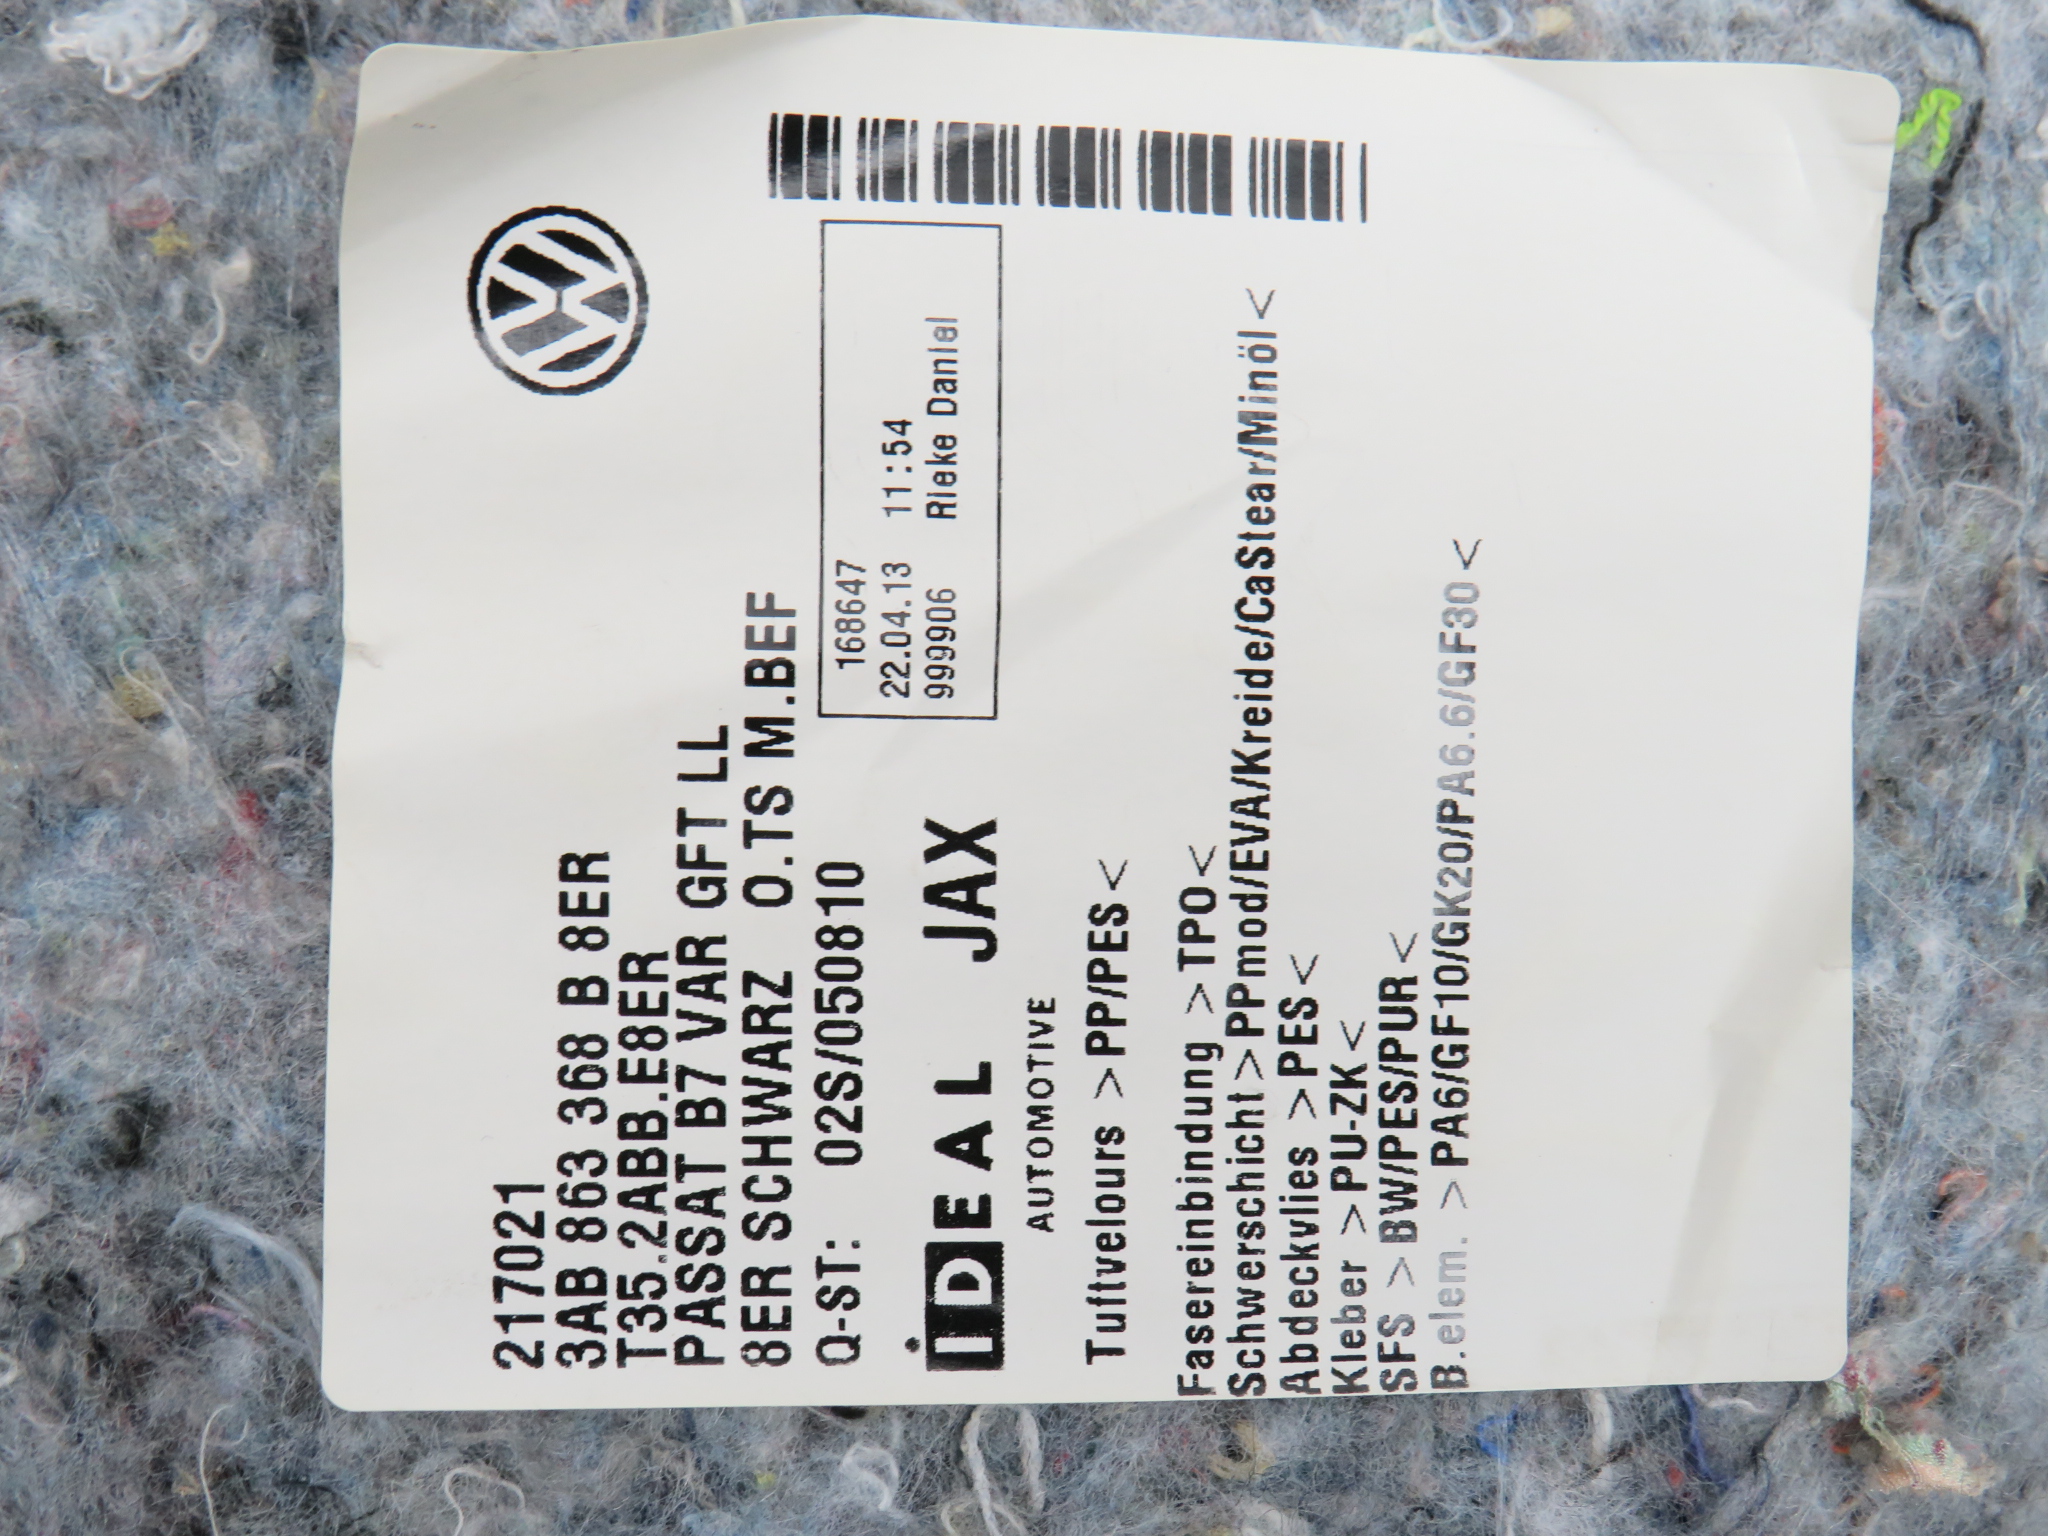 217021
3AB 863 368 B 8ER
T35.2ABB.E8ER
PASSAT B7 VAR GFT LL
8ER SCHWARZ O.TS M.BEF
Q-ST: 02S/050810
168647
22.04.13 11:54
999906 Rieke Daniel
iDEAL JAX
AUTOMOTIVE
Tuftvelours >PP/PES<
Fasereinbindung >TPO<
Schwerschicht >PPmod/EVA/Kreide/CaStear/Minöl<
Abdeckvlies >PES<
Kleber >PU-ZK<
SFS >BW/PES/PUR<
B.elem. >PA6/GF10/GK20/PA6.6/GF30<